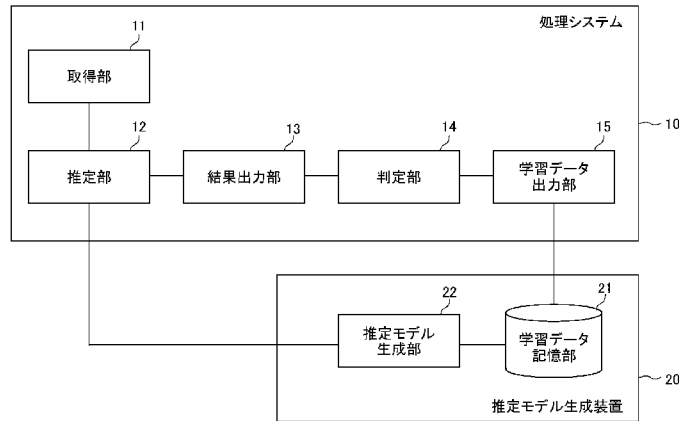 処理システム
11
取得部
10
12
13
14
15
推定部
結果出力部
判定部
学習データ
出力部
22
21
推定モデル
生成部
学習データ
記憶部
20
推定モデル生成装置